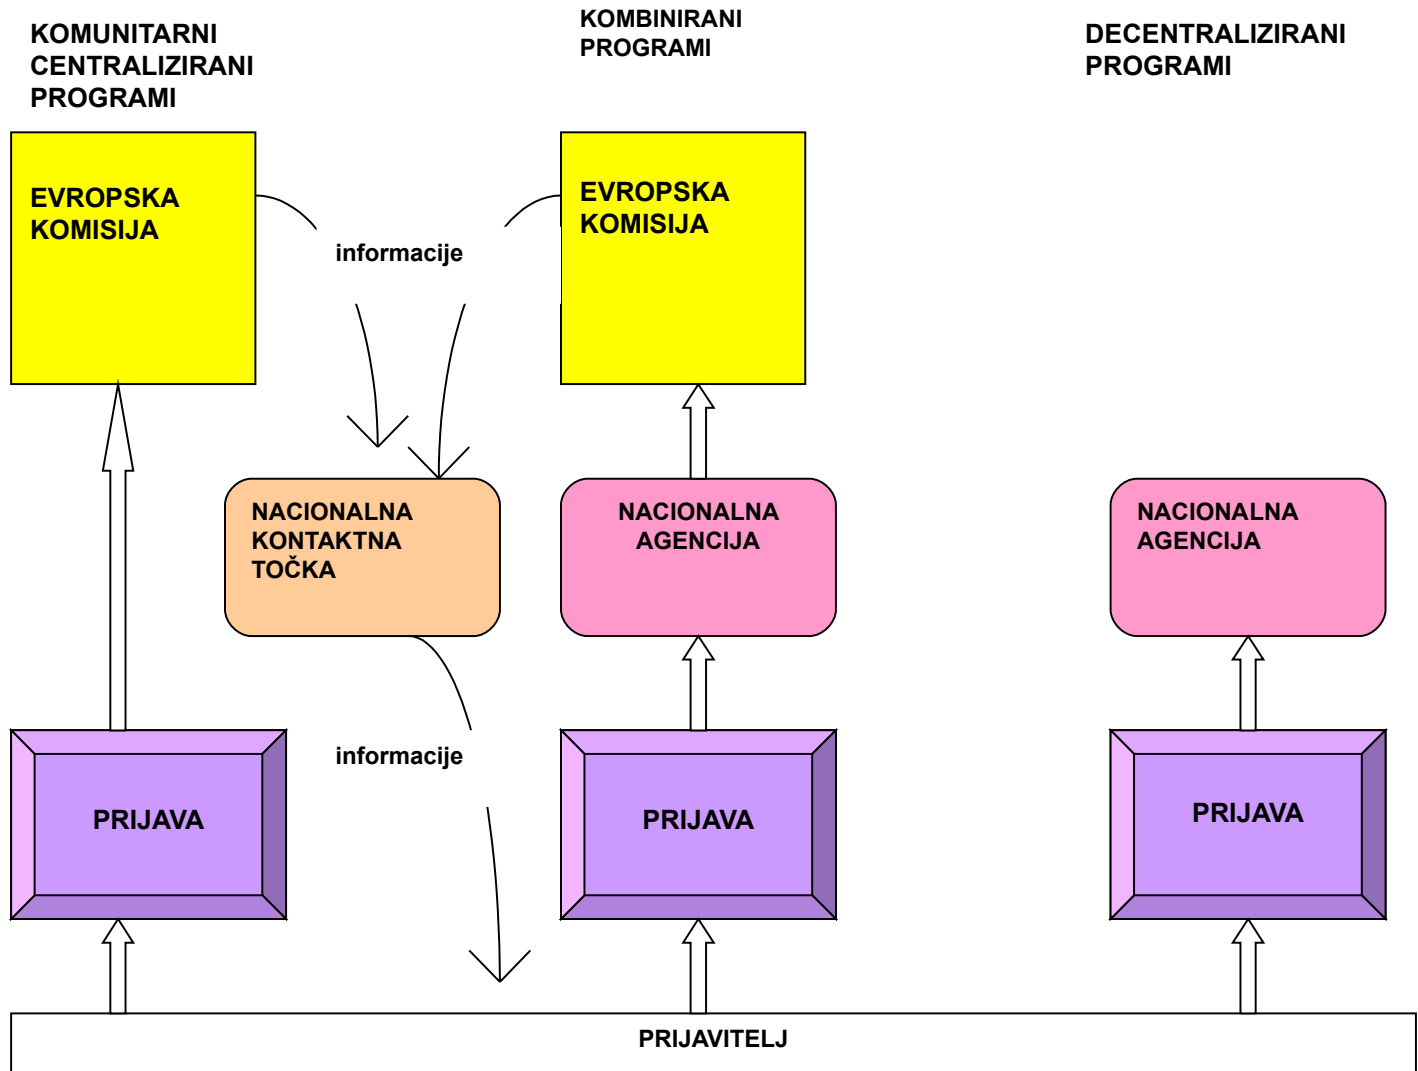 KOMUNITARNI
CENTRALIZIRANI
PROGRAMI
KOMBINIRANI
PROGRAMI
DECENTRALIZIRANI
PROGRAMI
EVROPSKA
KOMISIJA
informacije
EVROPSKA
KOMISIJA
NACIONALNA
KONTAKTNA
TOČKA
NACIONALNA
AGENCIJA
NACIONALNA
AGENCIJA
PRIJAVA
informacije
PRIJAVA
PRIJAVA
PRIJAVITELJ